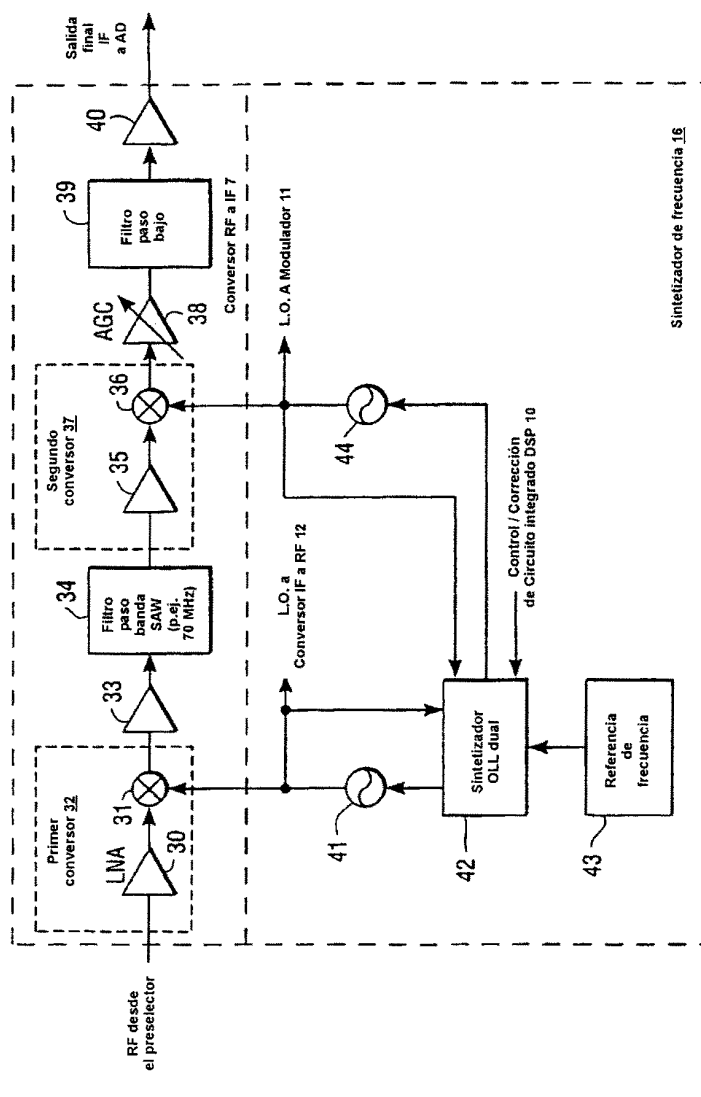 RF desde
el preselector
Primer
conversor 32
LNA
30
31
33
34
Filtro
paso
banda
SAW
(p.ej.
70 MHz)
Segundo
conversor 37
35
36
AGC
38
39
Filtro
paso
bajo
40
Salida
final
IF
a AD
Conversor RF a IF 7
L.O. a
Conversor IF a RF 12
L.O. A Modulador 11
41
44
42
Sintetizador
OLL dual
Control / Corrección
de Circuito integrado DSP 10
43
Referencia
de
frecuencia
Sintetizador de frecuencia 16